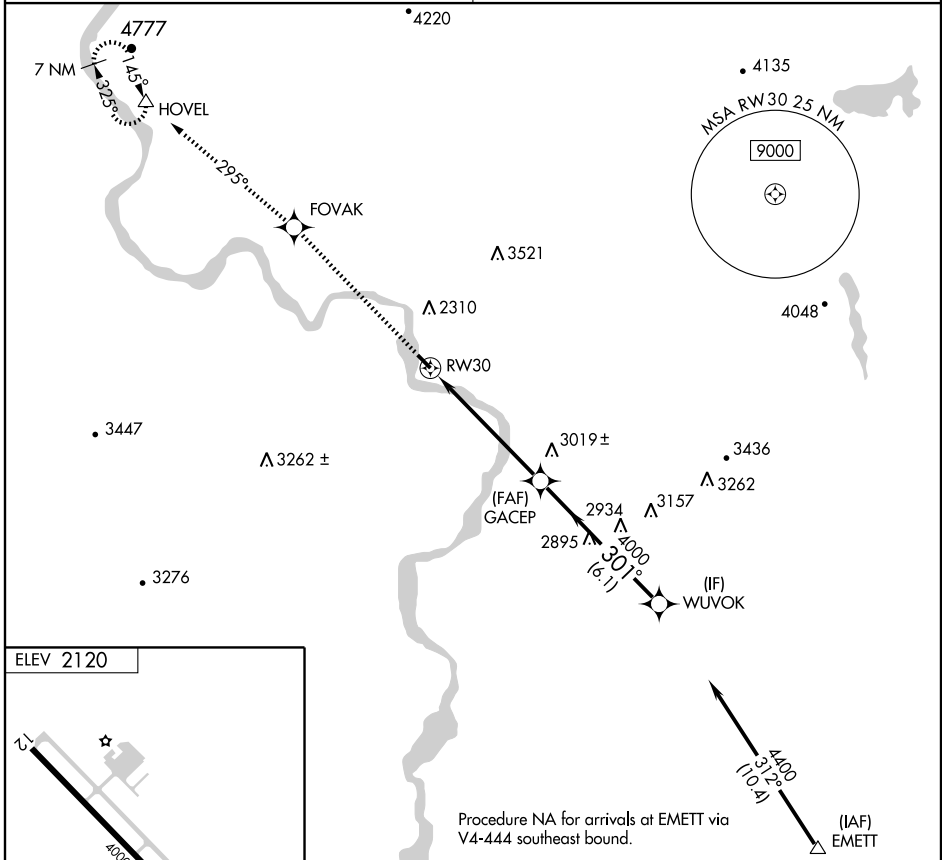 4220
4777
7 NM
145°
325°
HOVEL
4135
MSA RW30 25 NM
9000
295°
FOVAK
3521
2310
4048
RW30
3447
3262 ±
3019 ±
3436
3262
(FAF)
GACEP
2934
3157
2895
4000
301°
(6.1)
(IF)
WUVOK
3276
ELEV 2120
12
4000
4400
312°
(10.4)
(IAF)
EMETT
Procedure NA for arrivals at EMETT via
V4-444 southeast bound.